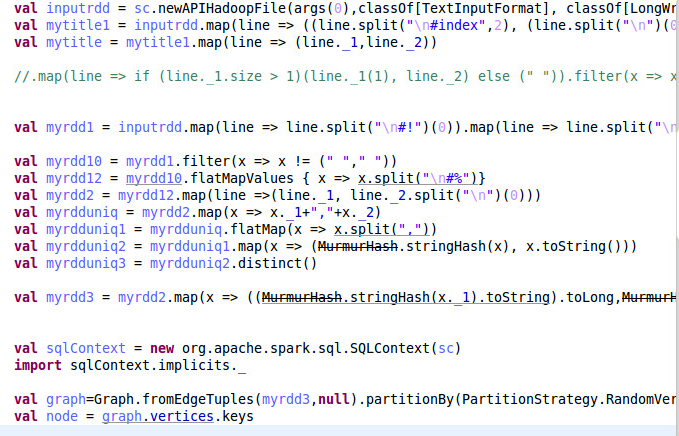 val inputrdd = sc.newAPIHadoopFile(args(0),classOf[TextInputFormat], classOf[LongWr
val mytitle1 = inputrdd.map(line => ((line.split("\n#index",2), (line.split("\n")(0
val mytitle = mytitle1.map(line => (line._1,line._2))
//.map(line => if (line._1.size > 1)(line._1(1), line._2) else (" ")).filter(x => x
val myrdd1 = inputrdd.map(line => line.split("\n#!")(0)).map(line => line.split("\n
val myrdd10 = myrdd1.filter(x => x != (" "," "))
val myrdd12 = myrdd10.flatMapValues { x => x.split("\n#%")}
val myrdd2 = myrdd12.map(line =>(line._1, line._2.split("\n")(0)))
val myrdduniq = myrdd2.map(x => x._1+","+x._2)
val myrdduniq1 = myrdduniq.flatMap(x => x.split(","))
val myrdduniq2 = myrdduniq1.map(x => (MurmurHash.stringHash(x), x.toString()))
val myrdduniq3 = myrdduniq2.distinct()
val myrdd3 = myrdd2.map(x => ((MurmurHash.stringHash(x._1).toString).toLong,MurmurH
val sqlContext = new org.apache.spark.sql.SQLContext(sc)
import sqlContext.implicits._
val graph=Graph.fromEdgeTuples(myrdd3,null).partitionBy(PartitionStrategy.RandomVer
val node = graph.vertices.keys